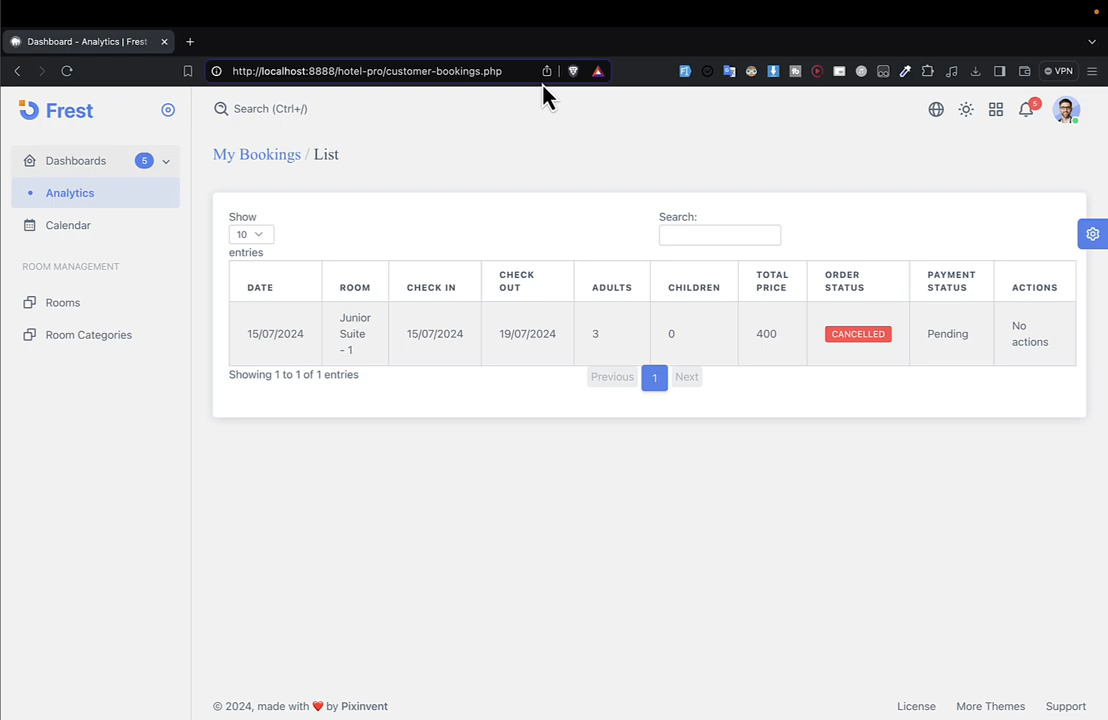 Dashboard - Analytics | Frest
http://localhost:8888/hotel-pro/customer-bookings.php
VPN
Frest
Search (Ctrl+/)
5
Dashboards 5
Analytics
Calendar
ROOM MANAGEMENT
Rooms
Room Categories
My Bookings / List
Show
10
entries
Search:
DATE ROOM CHECK IN CHECK OUT ADULTS CHILDREN TOTAL PRICE ORDER STATUS PAYMENT STATUS ACTIONS
15/07/2024 Junior Suite - 1 15/07/2024 19/07/2024 3 0 400 CANCELLED Pending No actions
Showing 1 to 1 of 1 entries
Previous 1 Next
© 2024, made with ❤️ by Pixinvent
License More Themes Support